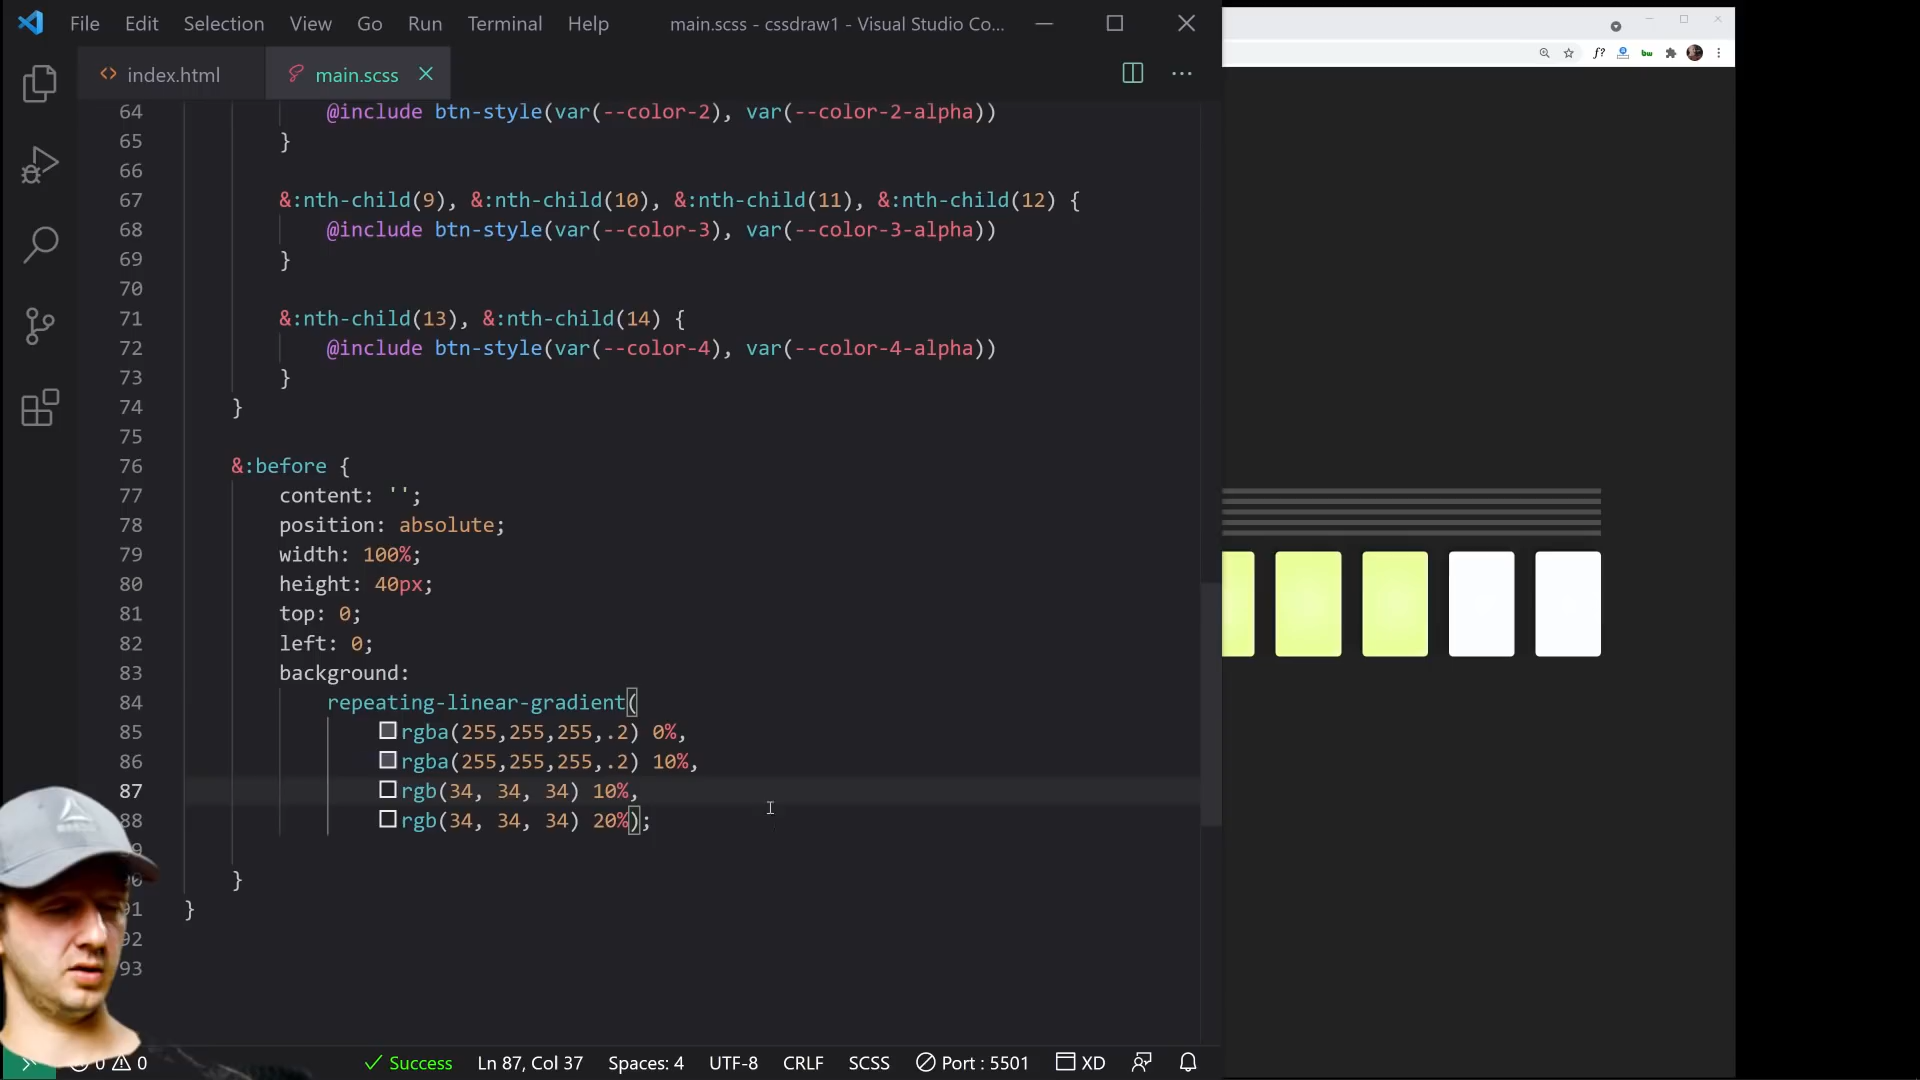 File Edit Selection View Go Run Terminal Help main.scss - cssdraw1 - Visual Studio Co...
index.html main.scss
64 @include btn-style(var(--color-2), var(--color-2-alpha))
65 }
66
67 &:nth-child(9), &:nth-child(10), &:nth-child(11), &:nth-child(12) {
68 @include btn-style(var(--color-3), var(--color-3-alpha))
69 }
70
71 &:nth-child(13), &:nth-child(14) {
72 @include btn-style(var(--color-4), var(--color-4-alpha))
73 }
74 }
75
76 &:before {
77 content: '';
78 position: absolute;
79 width: 100%;
80 height: 40px;
81 top: 0;
82 left: 0;
83 background:
84 repeating-linear-gradient(
85 rgba(255,255,255,.2) 0%,
86 rgba(255,255,255,.2) 10%,
87 rgb(34, 34, 34) 10%,
88 rgb(34, 34, 34) 20%);
9
90 }
91 }
92
93
0 0 Success Ln 87, Col 37 Spaces: 4 UTF-8 CRLF SCSS Port : 5501 XD
f? bw